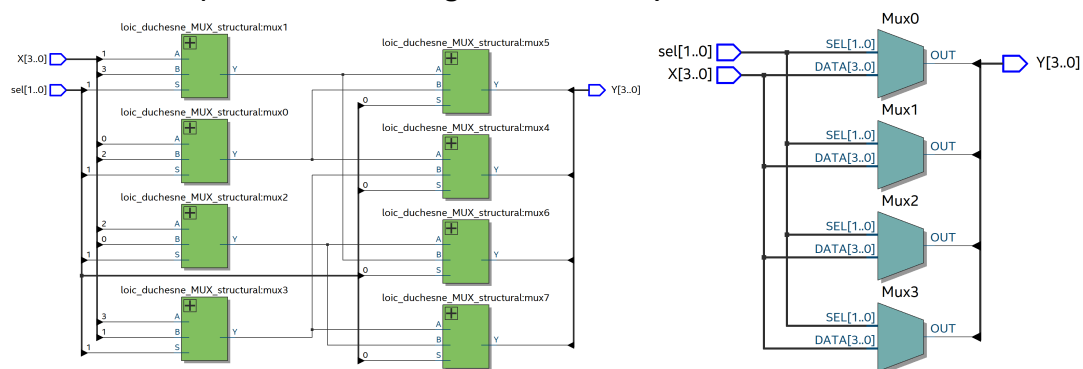 loic_duchesne_MUX_structural:mux1
X[3..0]
sel[1..0]
1
3
1
A
B
S
Y
loic_duchesne_MUX_structural:mux0
0
2
1
A
B
S
Y
loic_duchesne_MUX_structural:mux2
2
0
1
A
B
S
Y
loic_duchesne_MUX_structural:mux3
3
1
1
A
B
S
Y
loic_duchesne_MUX_structural:mux5
0
A
B
S
Y
Y[3..0]
loic_duchesne_MUX_structural:mux4
0
A
B
S
Y
loic_duchesne_MUX_structural:mux6
0
A
B
S
Y
loic_duchesne_MUX_structural:mux7
0
A
B
S
Y
Mux0
sel[1..0]
X[3..0]
SEL[1..0]
DATA[3..0]
OUT
Y[3..0]
Mux1
SEL[1..0]
DATA[3..0]
OUT
Mux2
SEL[1..0]
DATA[3..0]
OUT
Mux3
SEL[1..0]
DATA[3..0]
OUT